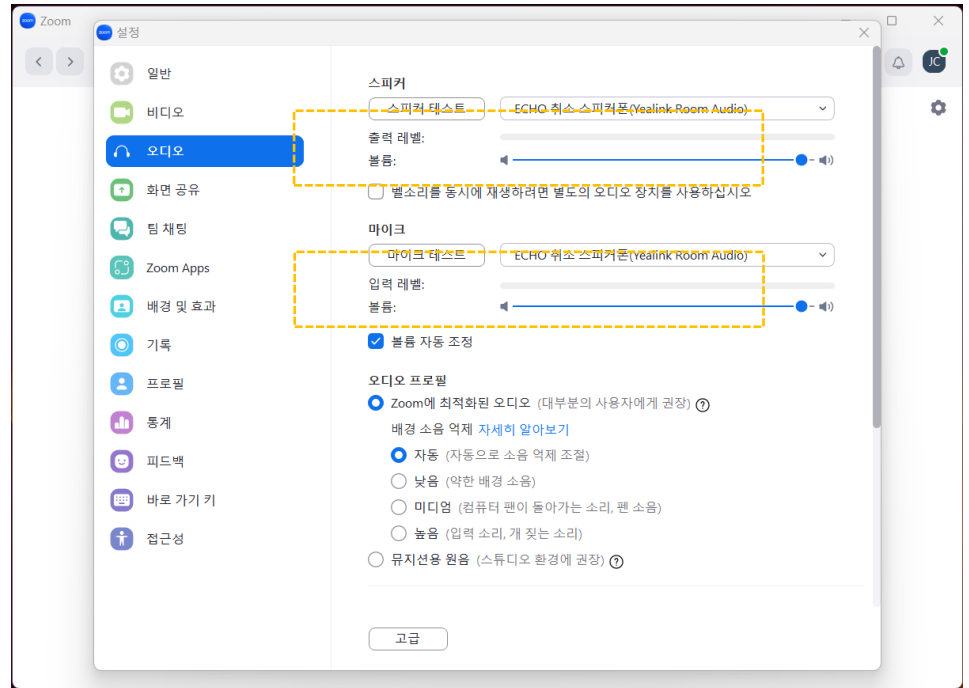 zoom Zoom
zoom 설정
JC
일반
비디오
오디오
화면 공유
팀 채팅
Zoom Apps
배경 및 효과
기록
프로필
통계
피드백
바로 가기 키
접근성
스피커
스피커 테스트 ECHO 취소 스피커폰(Yealink Room Audio)
출력 레벨:
볼륨:
벨소리를 동시에 재생하려면 별도의 오디오 장치를 사용하십시오
마이크
마이크 테스트 ECHO 취소 스피커폰(Yealink Room Audio)
입력 레벨:
볼륨:
볼륨 자동 조정
오디오 프로필
Zoom에 최적화된 오디오 (대부분의 사용자에게 권장) ?
배경 소음 억제 자세히 알아보기
자동 (자동으로 소음 억제 조절)
낮음 (약한 배경 소음)
미디엄 (컴퓨터 팬이 돌아가는 소리, 펜 소음)
높음 (입력 소리, 개 짖는 소리)
뮤지션용 원음 (스튜디오 환경에 권장) ?
고급